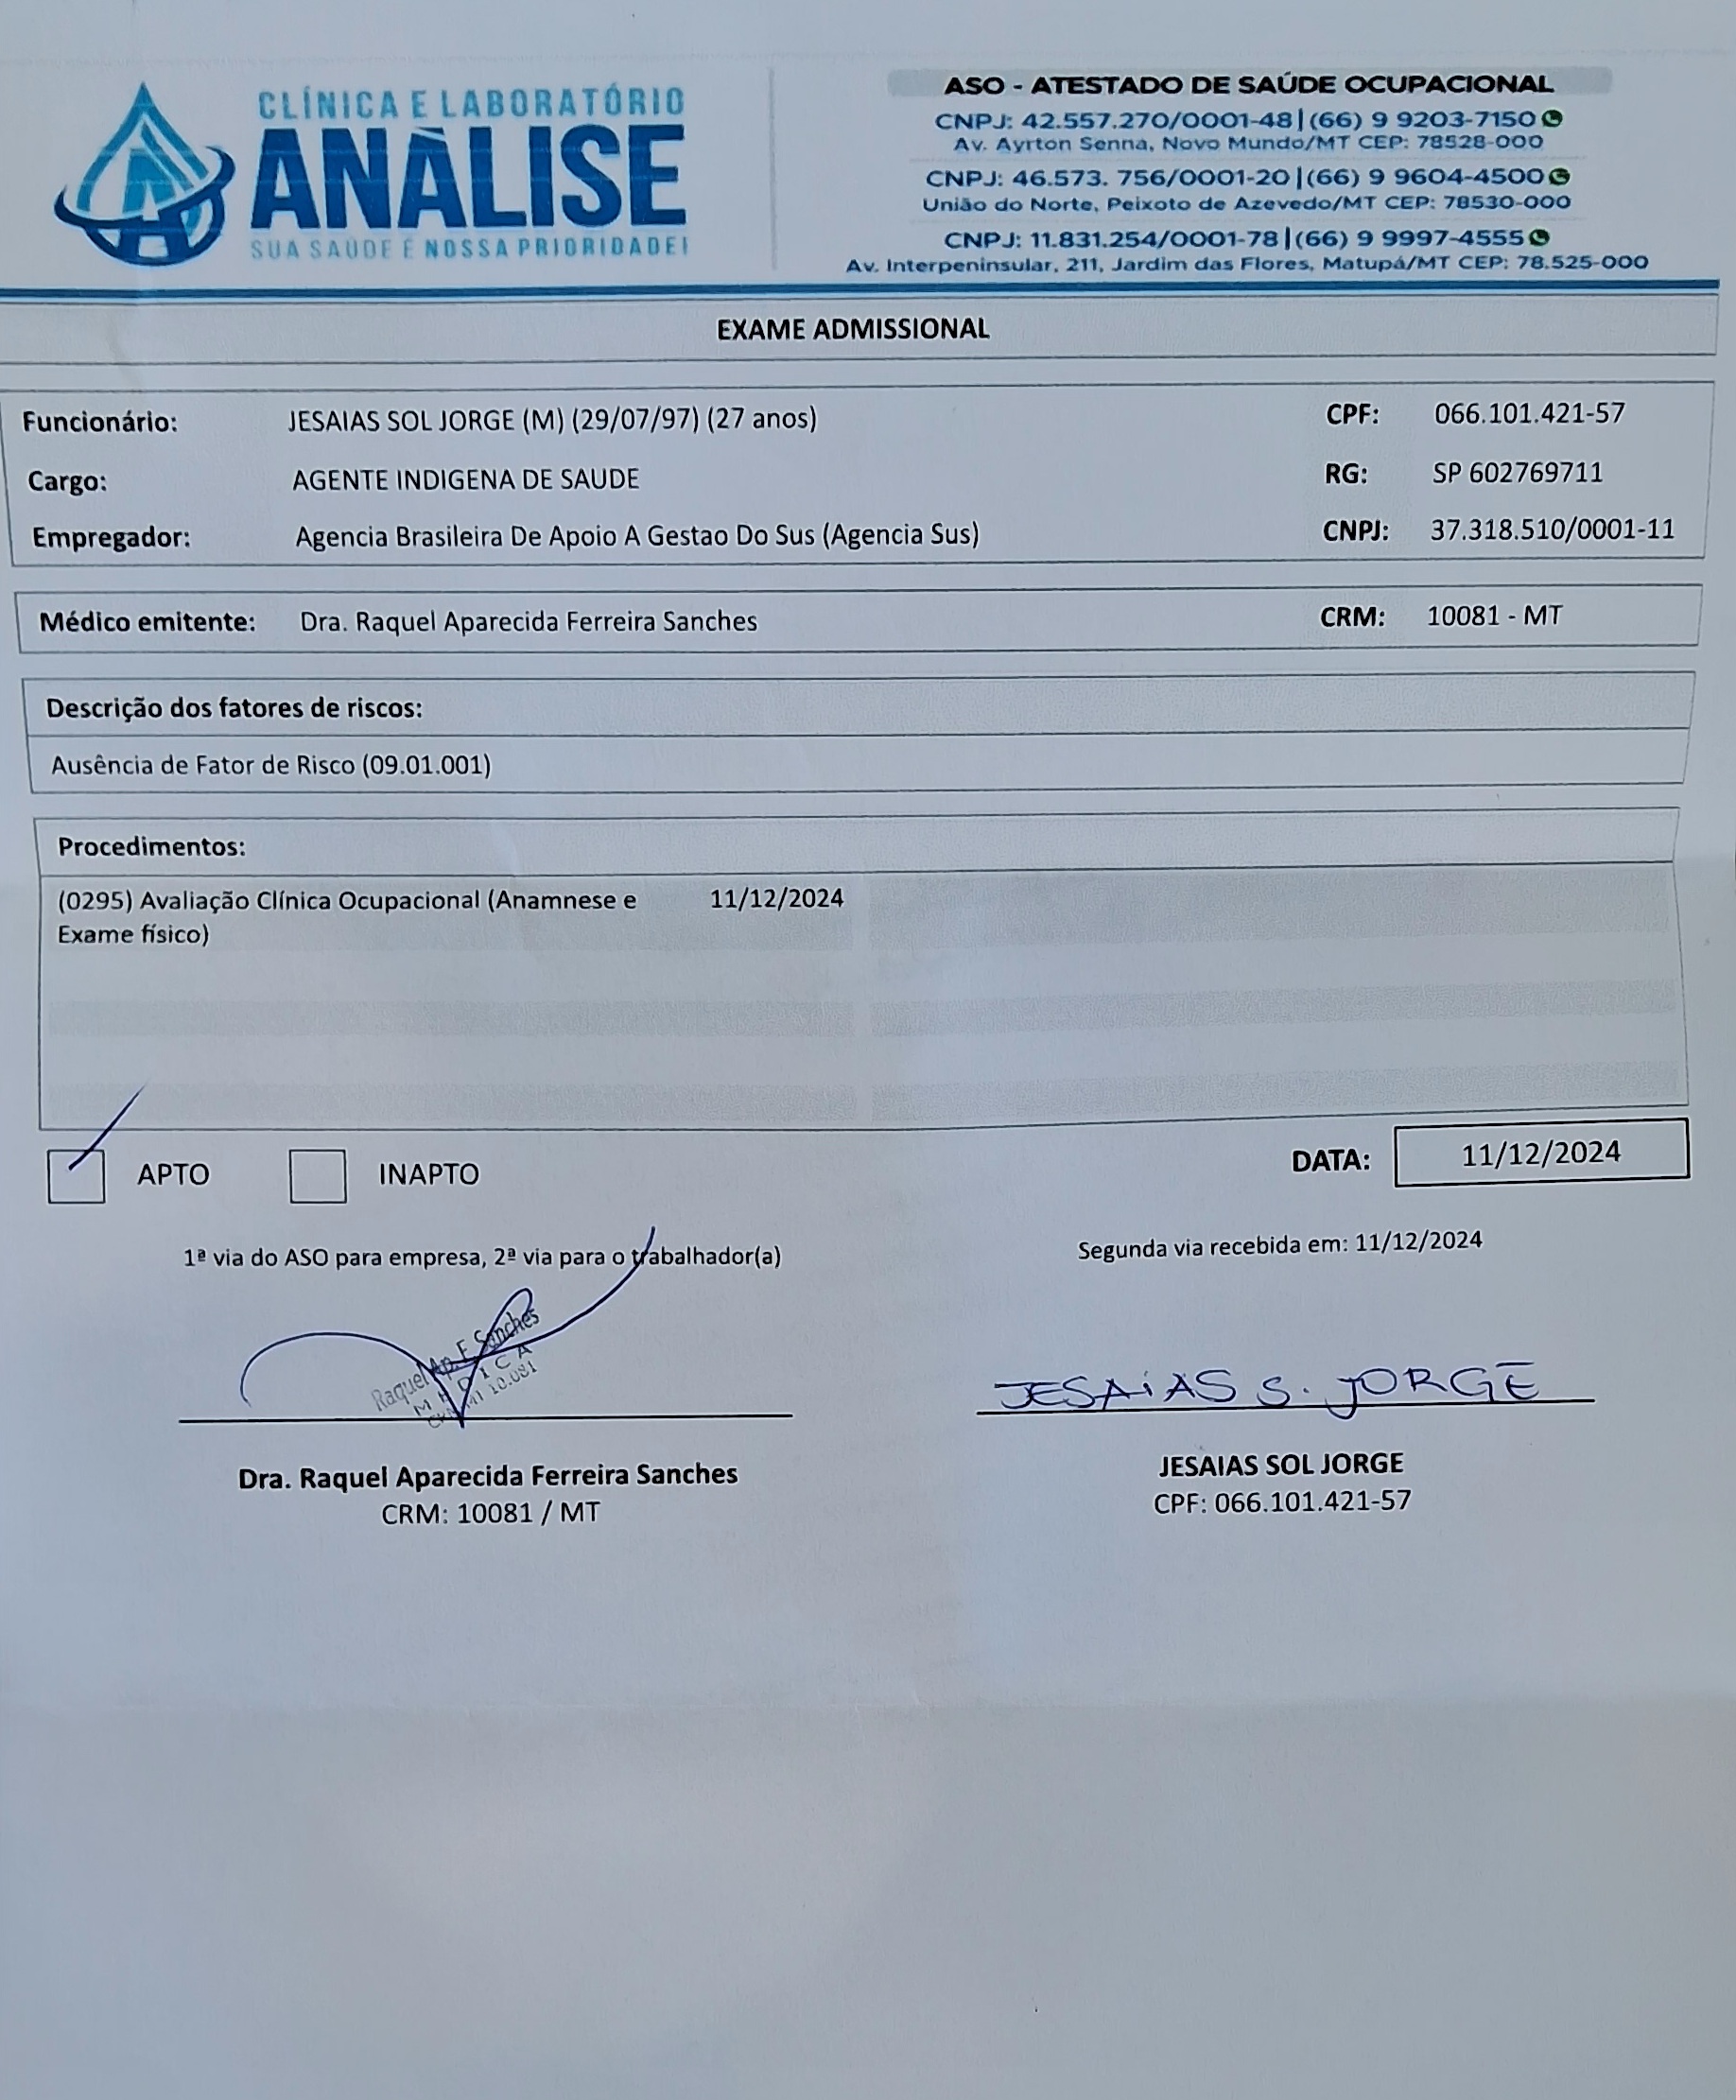 CLÍNICA E LABORATÓRIO
ANÁLISE
SUA SAÚDE É NOSSA PRIORIDADE!
ASO - ATESTADO DE SAÚDE OCUPACIONAL
CNPJ: 42.557.270/0001-48 | (66) 9 9203-7150
Av. Ayrton Senna, Novo Mundo/MT CEP: 78528-000
CNPJ: 46.573. 756/0001-20 | (66) 9 9604-4500
União do Norte, Peixoto de Azevedo/MT CEP: 78530-000
CNPJ: 11.831.254/0001-78 | (66) 9 9997-4555
Av. Interpeninsular, 211, Jardim das Flores, Matupá/MT CEP: 78.525-000
EXAME ADMISSIONAL
Funcionário: JESAIAS SOL JORGE (M) (29/07/97) (27 anos) CPF: 066.101.421-57
Cargo: AGENTE INDIGENA DE SAUDE RG: SP 602769711
Empregador: Agencia Brasileira De Apoio A Gestao Do Sus (Agencia Sus) CNPJ: 37.318.510/0001-11
Médico emitente: Dra. Raquel Aparecida Ferreira Sanches CRM: 10081 - MT
Descrição dos fatores de riscos:
Ausência de Fator de Risco (09.01.001)
Procedimentos:
(0295) Avaliação Clínica Ocupacional (Anamnese e 11/12/2024
Exame físico)
APTO INAPTO DATA: 11/12/2024
1ª via do ASO para empresa, 2ª via para o trabalhador(a) Segunda via recebida em: 11/12/2024
Raquel Ap. F. Sanches
MÉDICA
CRM MT 10.081
JESAIAS S. JORGE
Dra. Raquel Aparecida Ferreira Sanches
CRM: 10081 / MT
JESAIAS SOL JORGE
CPF: 066.101.421-57